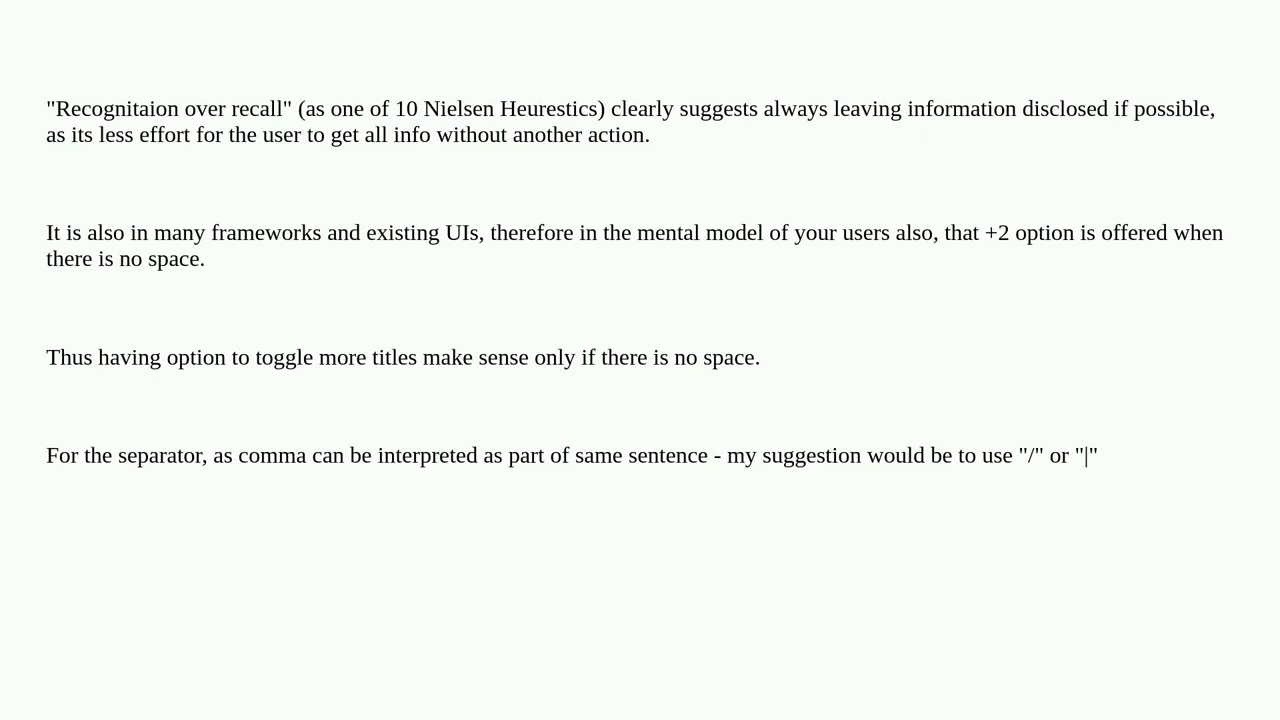 "Recognitaion over recall" (as one of 10 Nielsen Heurestics) clearly suggests always leaving information disclosed if possible,
as its less effort for the user to get all info without another action.
It is also in many frameworks and existing UIs, therefore in the mental model of your users also, that +2 option is offered when
there is no space.
Thus having option to toggle more titles make sense only if there is no space.
For the separator, as comma can be interpreted as part of same sentence - my suggestion would be to use "/" or "|"